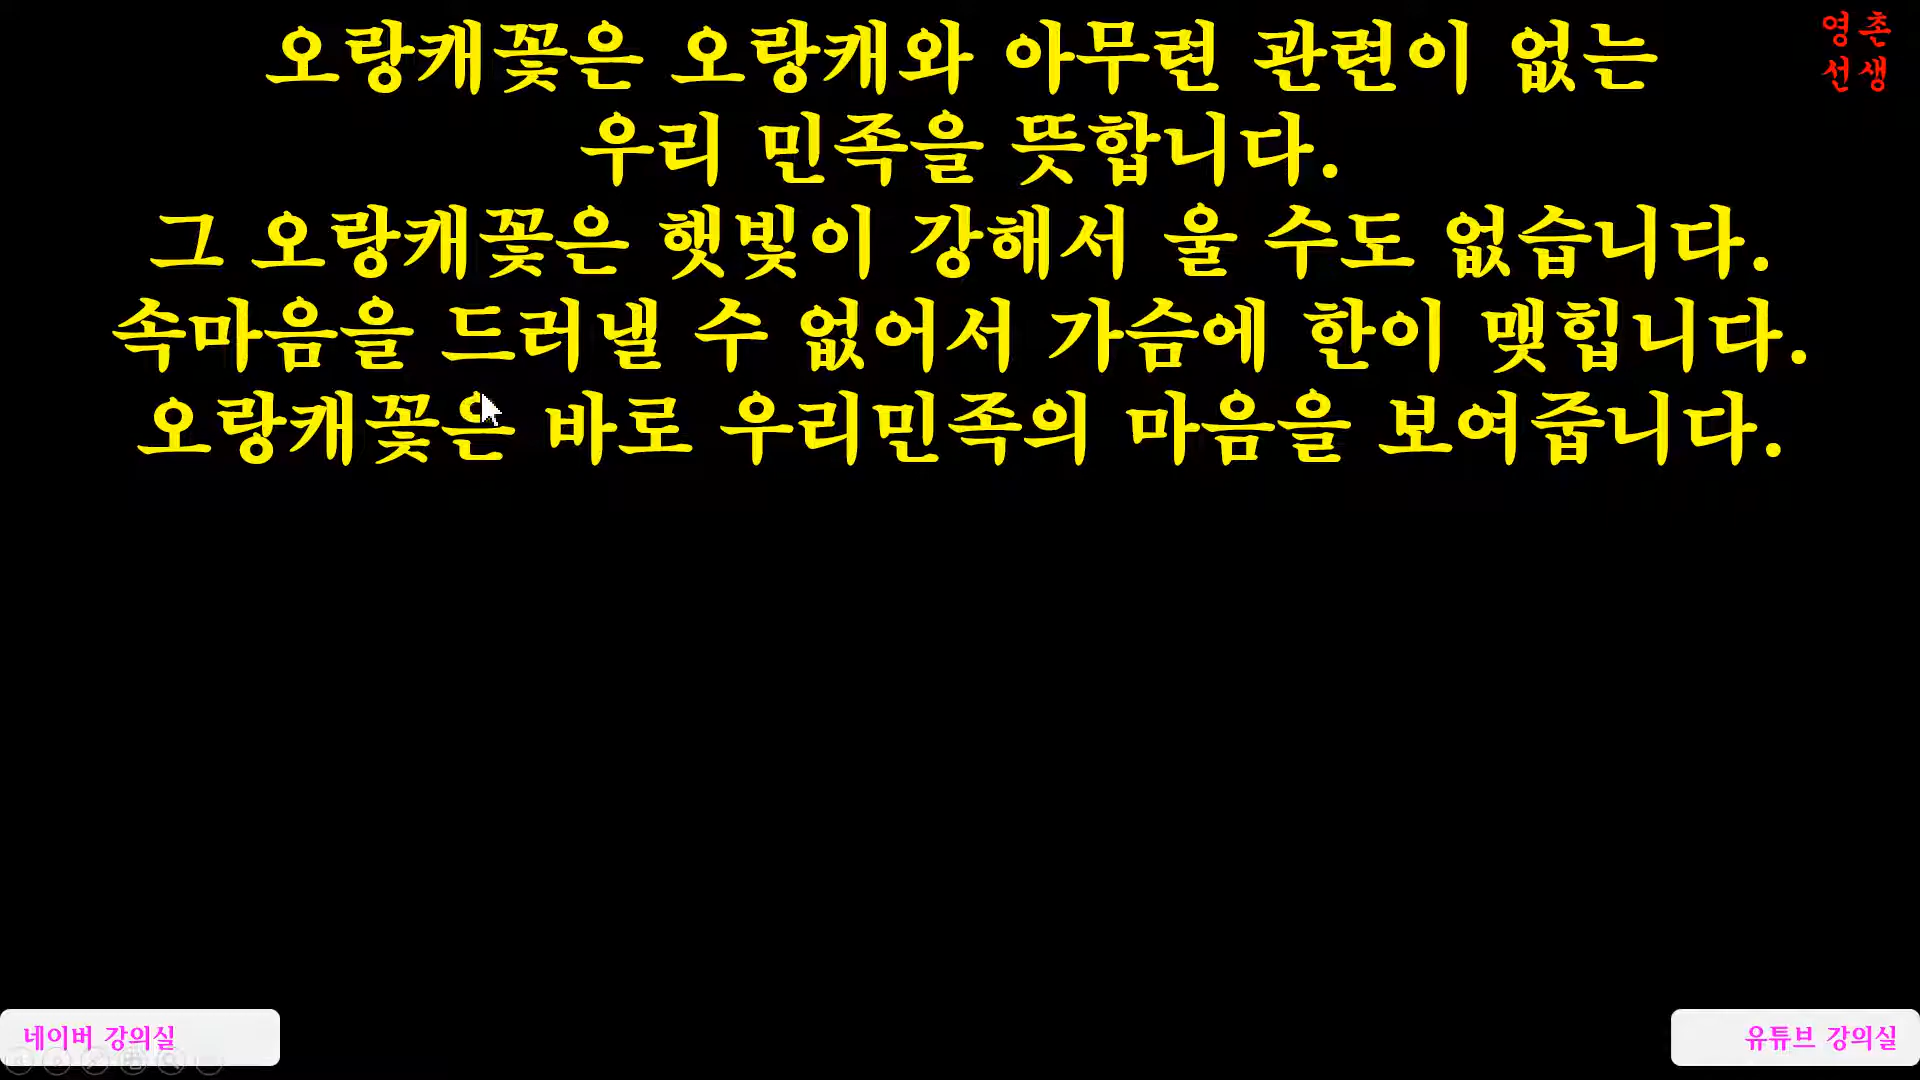 오랑캐꽃은 오랑캐와 아무련 관련이 없는
우리 민족을 뜻합니다.
그 오랑캐꽃은 햇빛이 강해서 울 수도 없습니다.
속마음을 드러낼 수 없어서 가슴에 한이 맺힙니다.
오랑캐꽃은 바로 우리민족의 마음을 보여줍니다.
영촌
선생
네이버 강의실
유튜브 강의실